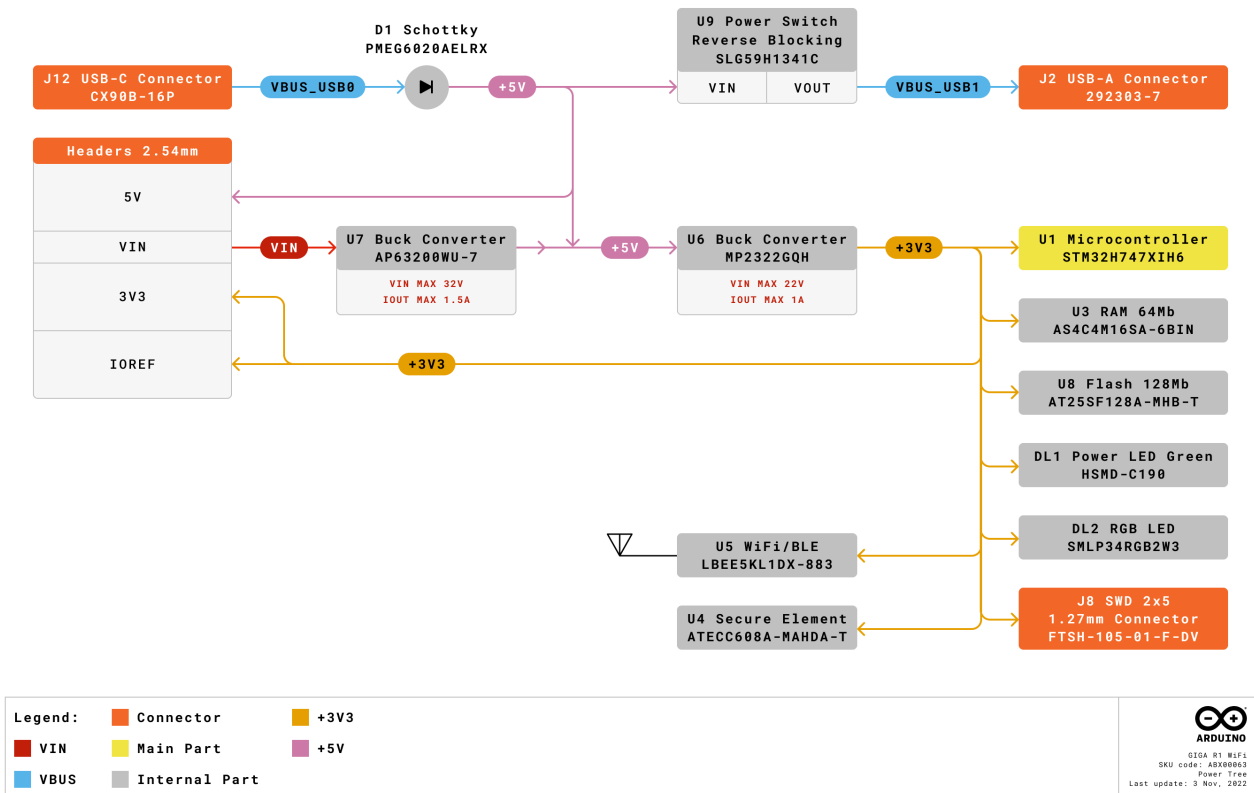 D1 Schottky
PMEG6020AELRX
U9 Power Switch
Reverse Blocking
SLG59H1341C
VIN
VOUT
J12 USB-C Connector
CX90B-16P
VBUS_USB0
+5V
VBUS_USB1
J2 USB-A Connector
292303-7
Headers 2.54mm
5V
VIN
3V3
IOREF
VIN
U7 Buck Converter
AP63200WU-7
VIN MAX 32V
IOUT MAX 1.5A
+5V
U6 Buck Converter
MP2322GQH
VIN MAX 22V
IOUT MAX 1A
+3V3
U1 Microcontroller
STM32H747XIH6
U3 RAM 64Mb
AS4C4M16SA-6BIN
+3V3
U8 Flash 128Mb
AT25SF128A-MHB-T
DL1 Power LED Green
HSMD-C190
DL2 RGB LED
SMLP34RGB2W3
U5 WiFi/BLE
LBEE5KL1DX-883
J8 SWD 2x5
1.27mm Connector
FTSH-105-01-F-DV
U4 Secure Element
ATECC608A-MAHDA-T
Legend:
Connector
+3V3
VIN
Main Part
+5V
VBUS
Internal Part
ARDUINO
GIGA R1 WiFi
SKU code: ABX00063
Power Tree
Last update: 3 Nov, 2022